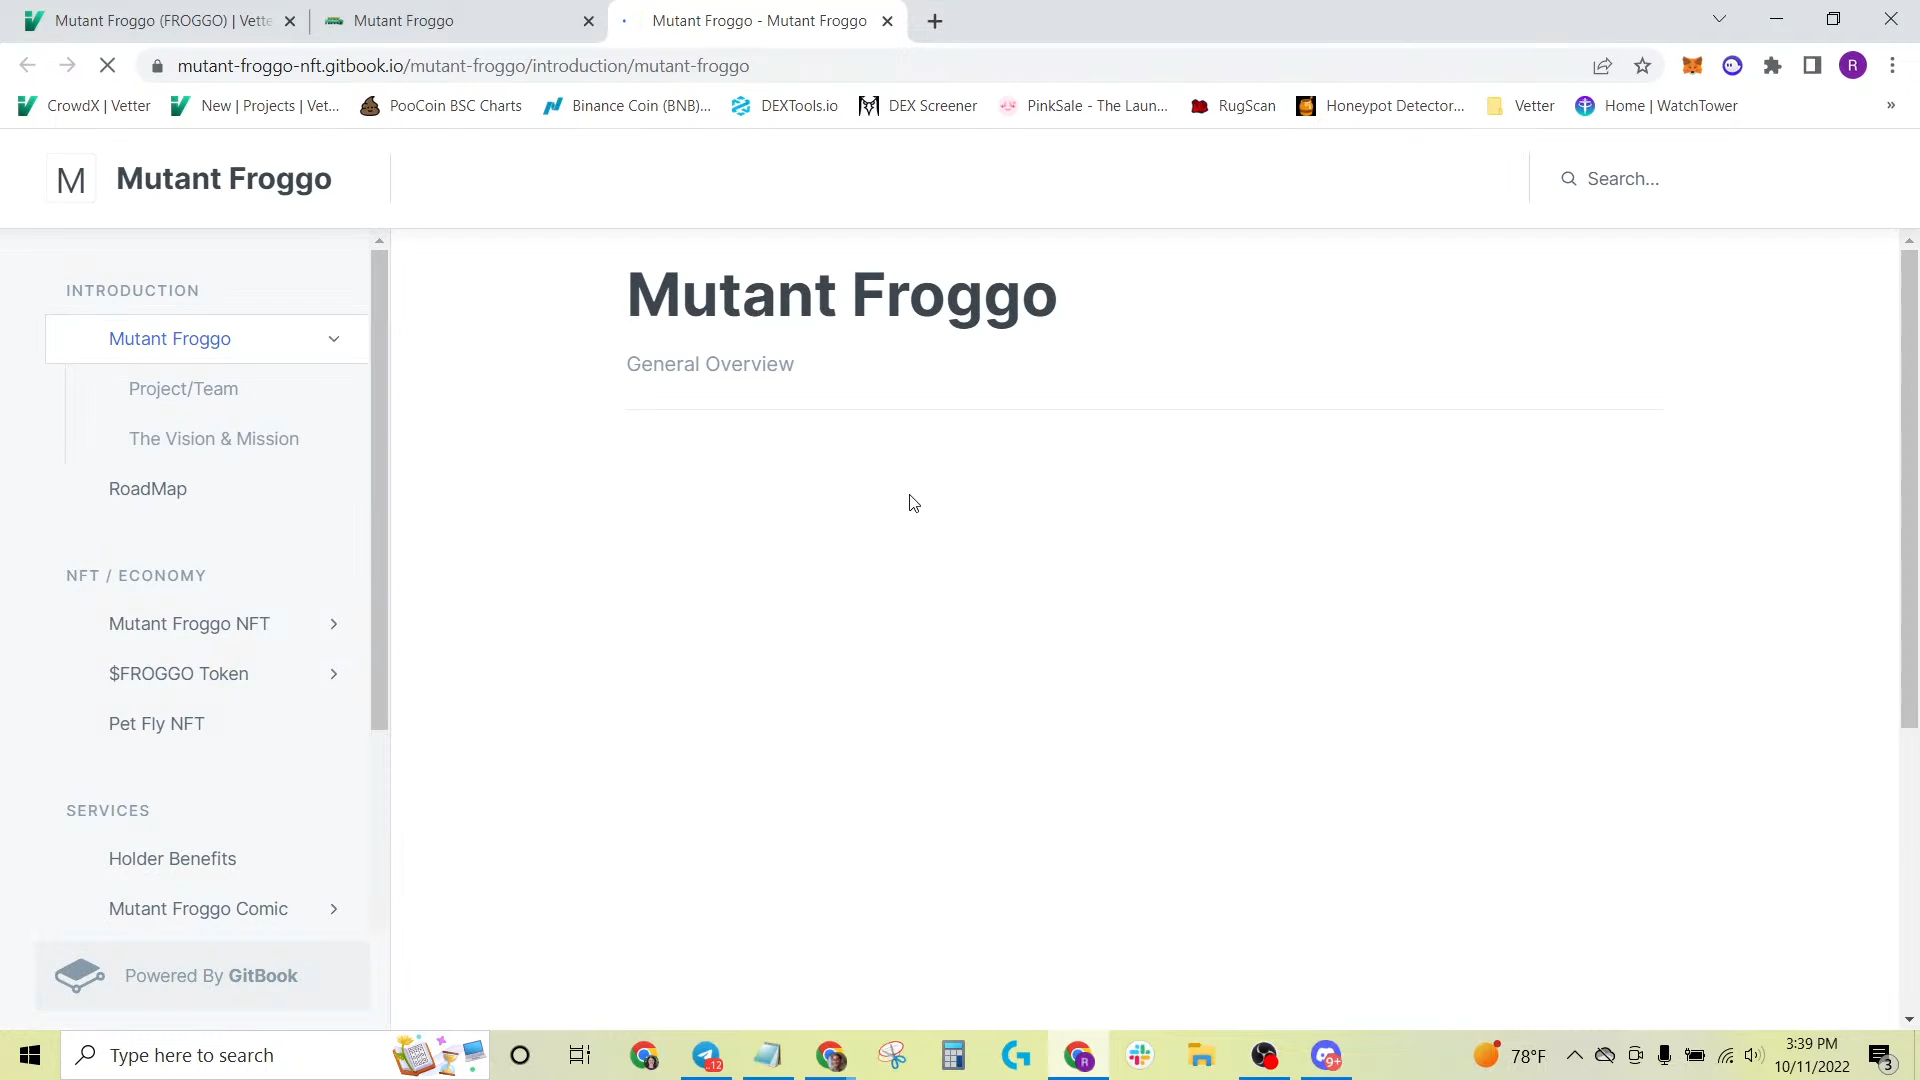 Mutant Froggo (FROGGO) | Vette
Mutant Froggo
Mutant Froggo - Mutant Froggo
mutant-froggo-nft.gitbook.io/mutant-froggo/introduction/mutant-froggo
R
CrowdX | Vetter
New | Projects | Vet...
PooCoin BSC Charts
Binance Coin (BNB)...
DEXTools.io
DEX Screener
PinkSale - The Laun...
RugScan
Honeypot Detector...
Vetter
Home | WatchTower
»
M
Mutant Froggo
Search...
INTRODUCTION
Mutant Froggo
Project/Team
The Vision & Mission
RoadMap
NFT / ECONOMY
Mutant Froggo NFT
$FROGGO Token
Pet Fly NFT
SERVICES
Holder Benefits
Mutant Froggo Comic
Powered By GitBook
Mutant Froggo
General Overview
Type here to search
..12
R
9+
78°F
3:39 PM
10/11/2022
3